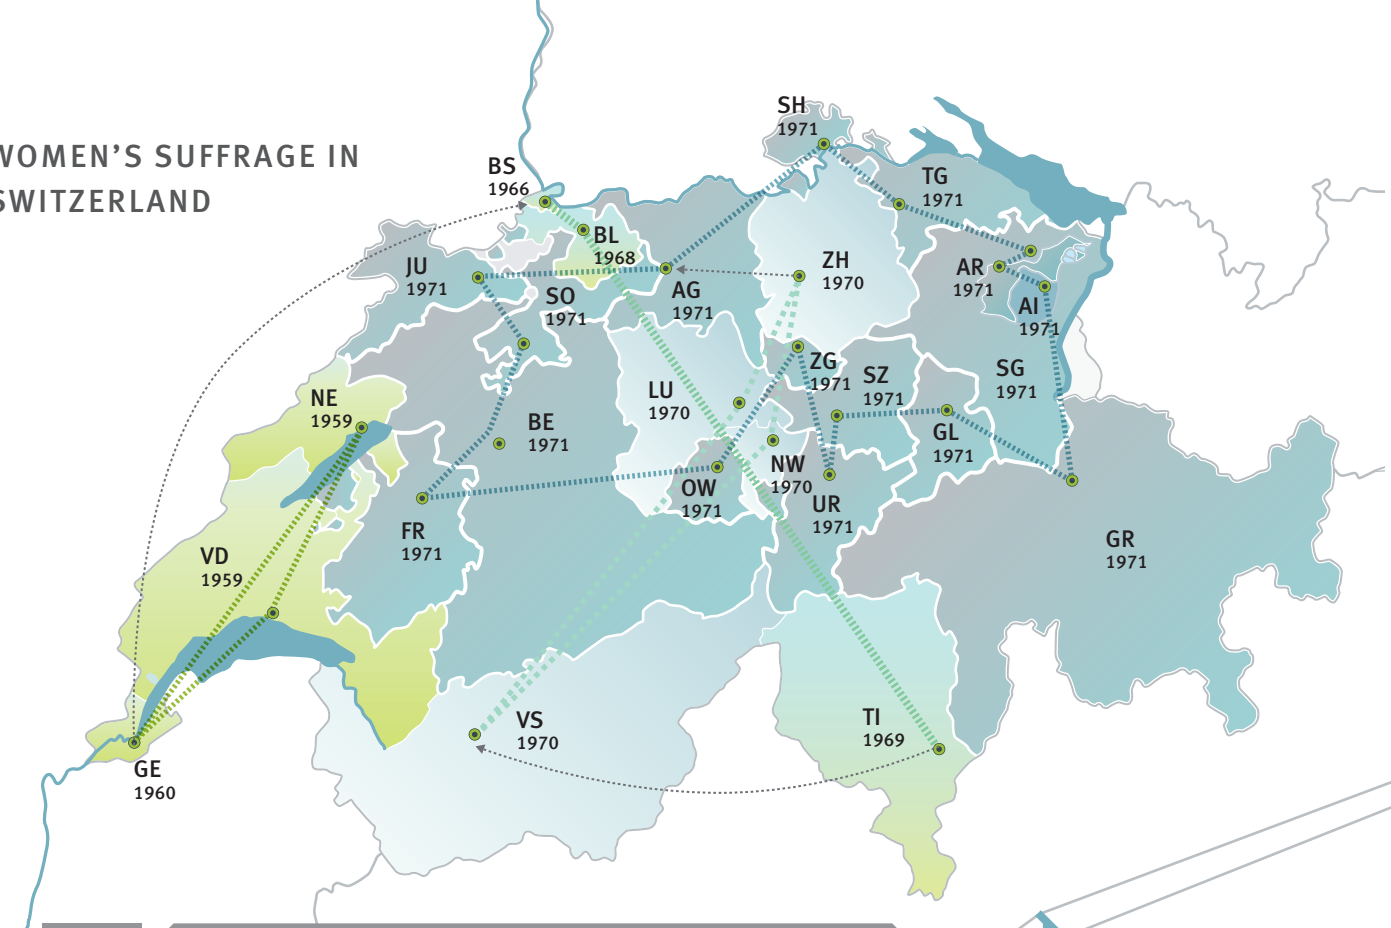 WOMEN'S SUFFRAGE IN
SWITZERLAND
SH
1971
BS
1966
TG
1971
BL
1968
JU
1971
ZH
1970
AR
1971
AG
1971
SO
1971
AI
1971
ZG
1971
SZ
1971
SG
1971
NE
1959
LU
1970
BE
1971
GL
1971
NW
1970
OW
1971
UR
1971
FR
1971
GR
1971
VD
1959
VS
1970
TI
1969
GE
1960